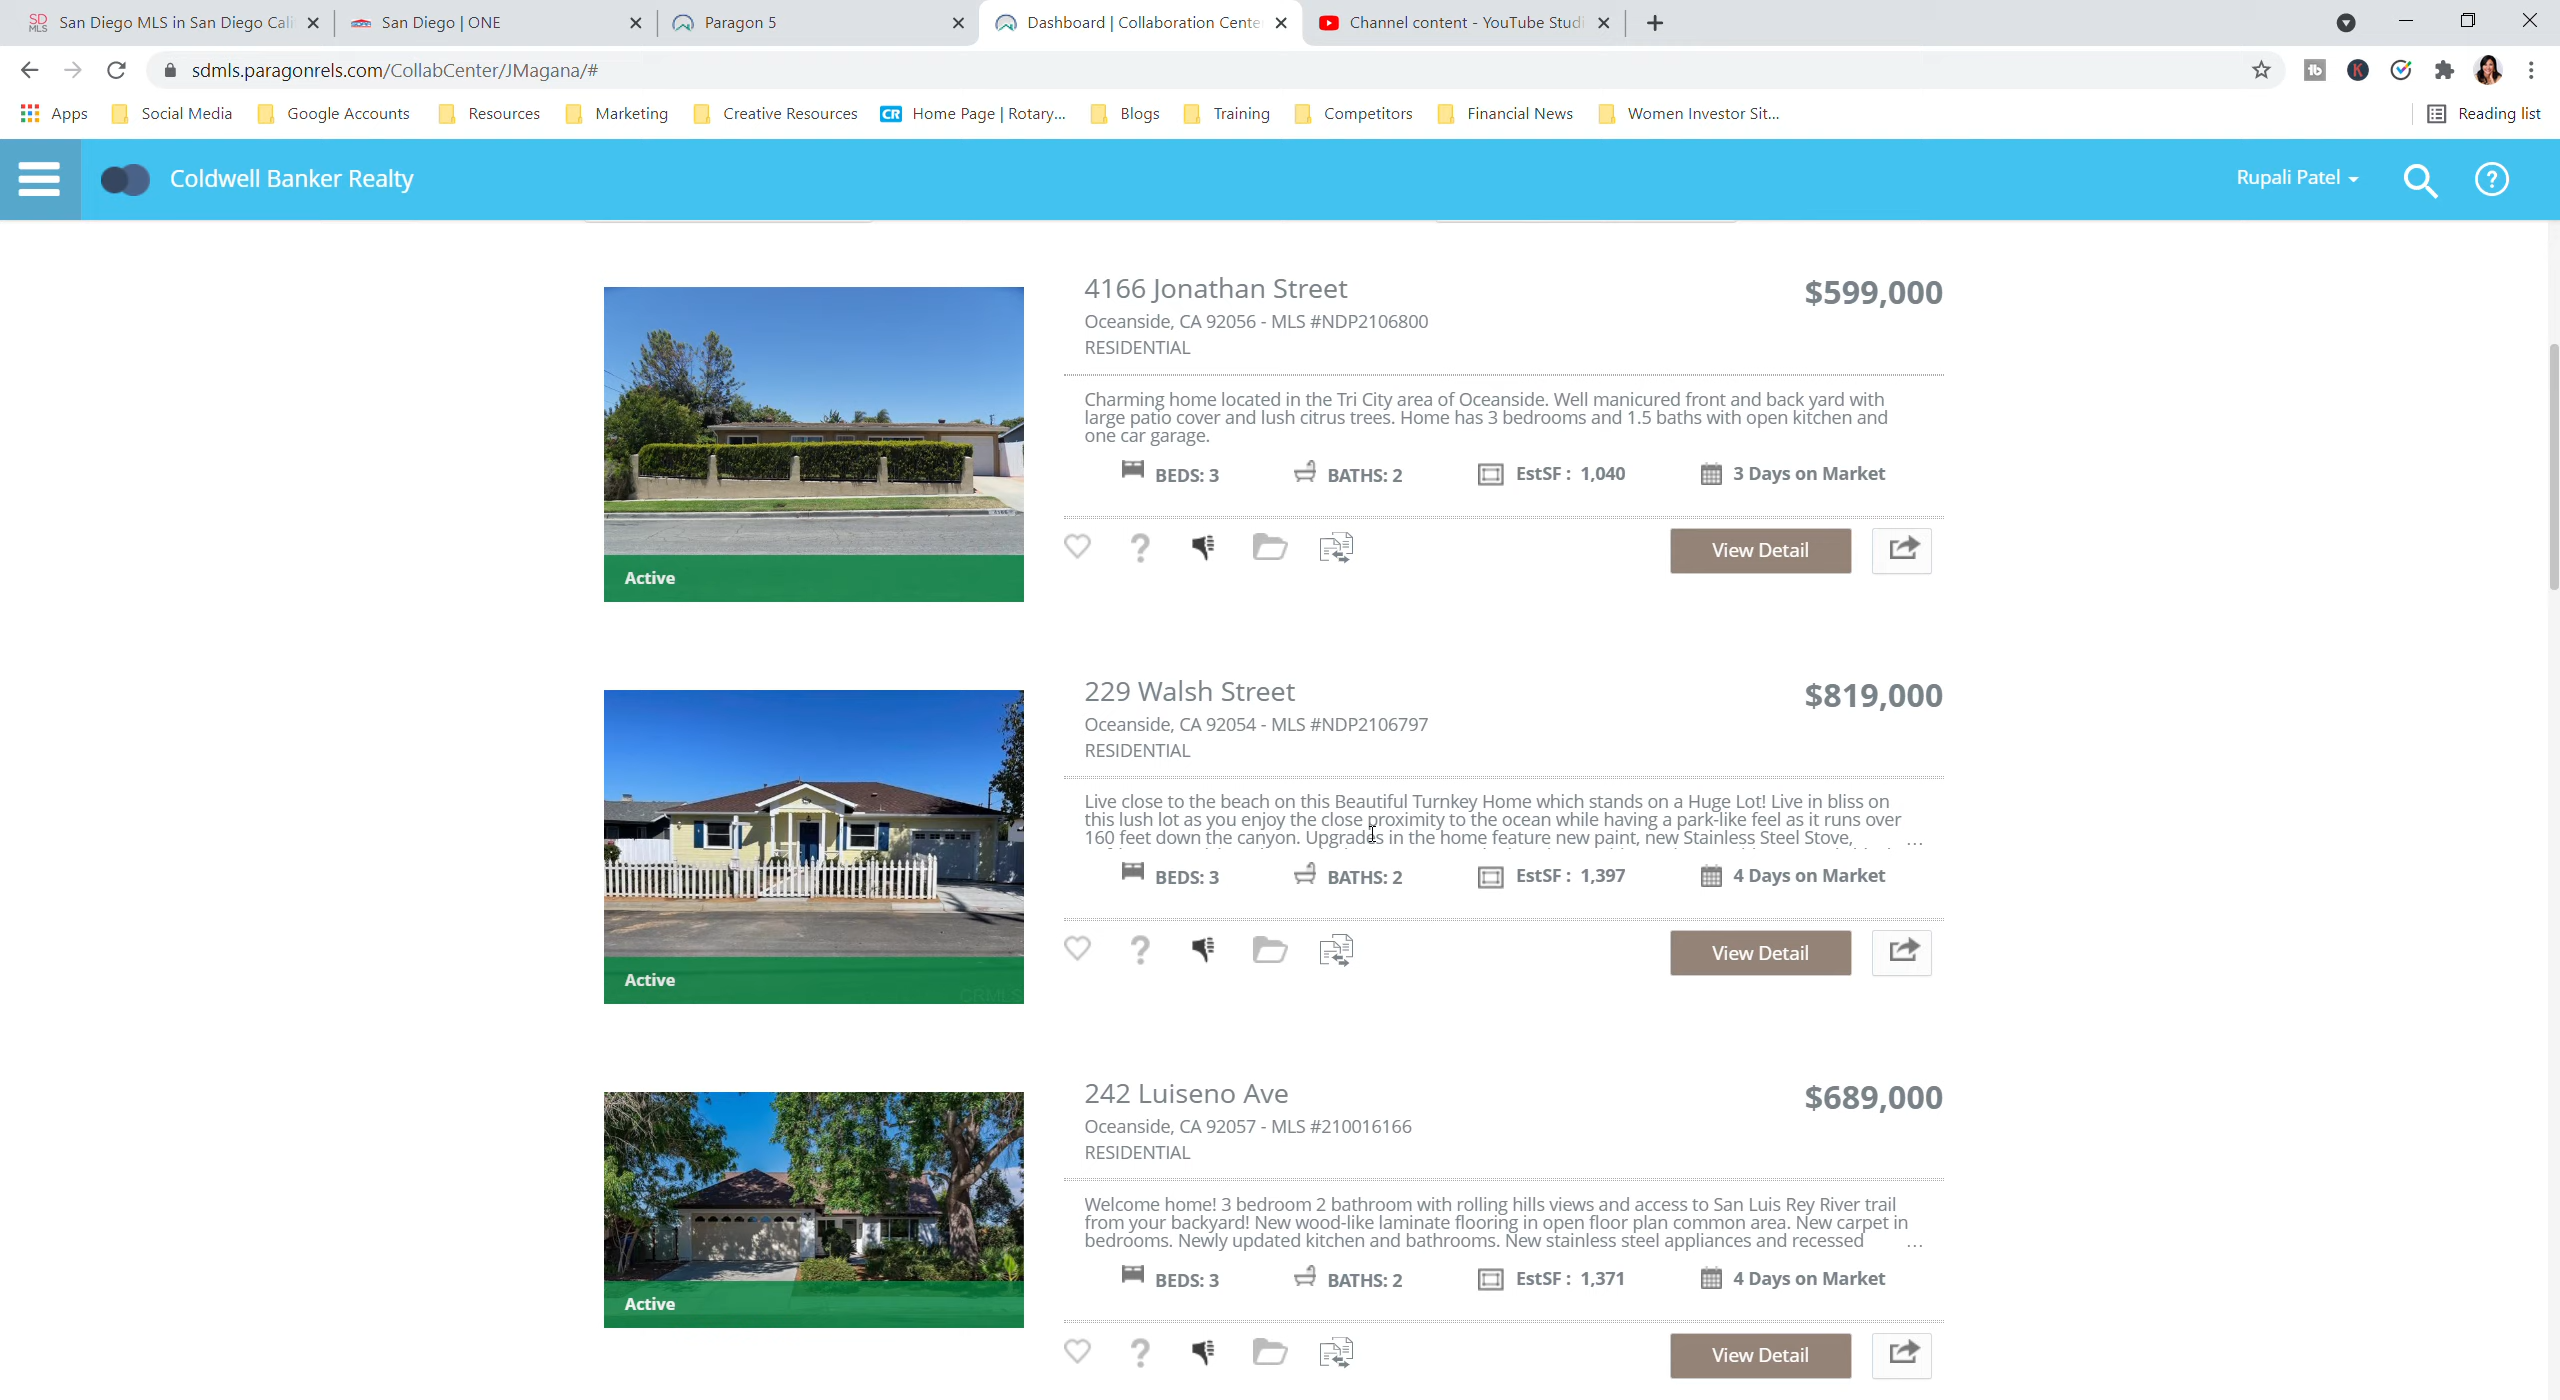 San Diego MLS in San Diego Cali
San Diego | ONE
Paragon 5
Dashboard | Collaboration Cente
Channel content - YouTube Studi
sdmls.paragonrels.com/CollabCenter/JMagana/#
Apps
Social Media
Google Accounts
Resources
Marketing
Creative Resources
CR
Home Page | Rotary...
Blogs
Training
Competitors
Financial News
Women Investor Sit...
Reading list
Coldwell Banker Realty
Rupali Patel
4166 Jonathan Street
$599,000
Oceanside, CA 92056 - MLS #NDP2106800
RESIDENTIAL
Charming home located in the Tri City area of Oceanside. Well manicured front and back yard with
large patio cover and lush citrus trees. Home has 3 bedrooms and 1.5 baths with open kitchen and
one car garage.
BEDS: 3
BATHS: 2
EstSF : 1,040
3 Days on Market
Active
View Detail
229 Walsh Street
$819,000
Oceanside, CA 92054 - MLS #NDP2106797
RESIDENTIAL
Live close to the beach on this Beautiful Turnkey Home which stands on a Huge Lot! Live in bliss on
this lush lot as you enjoy the close proximity to the ocean while having a park-like feel as it runs over
160 feet down the canyon. Upgrades in the home feature new paint, new Stainless Steel Stove, ...
BEDS: 3
BATHS: 2
EstSF : 1,397
4 Days on Market
Active
CRMLS
View Detail
242 Luiseno Ave
$689,000
Oceanside, CA 92057 - MLS #210016166
RESIDENTIAL
Welcome home! 3 bedroom 2 bathroom with rolling hills views and access to San Luis Rey River trail
from your backyard! New wood-like laminate flooring in open floor plan common area. New carpet in
bedrooms. Newly updated kitchen and bathrooms. New stainless steel appliances and recessed ...
BEDS: 3
BATHS: 2
EstSF : 1,371
4 Days on Market
Active
View Detail